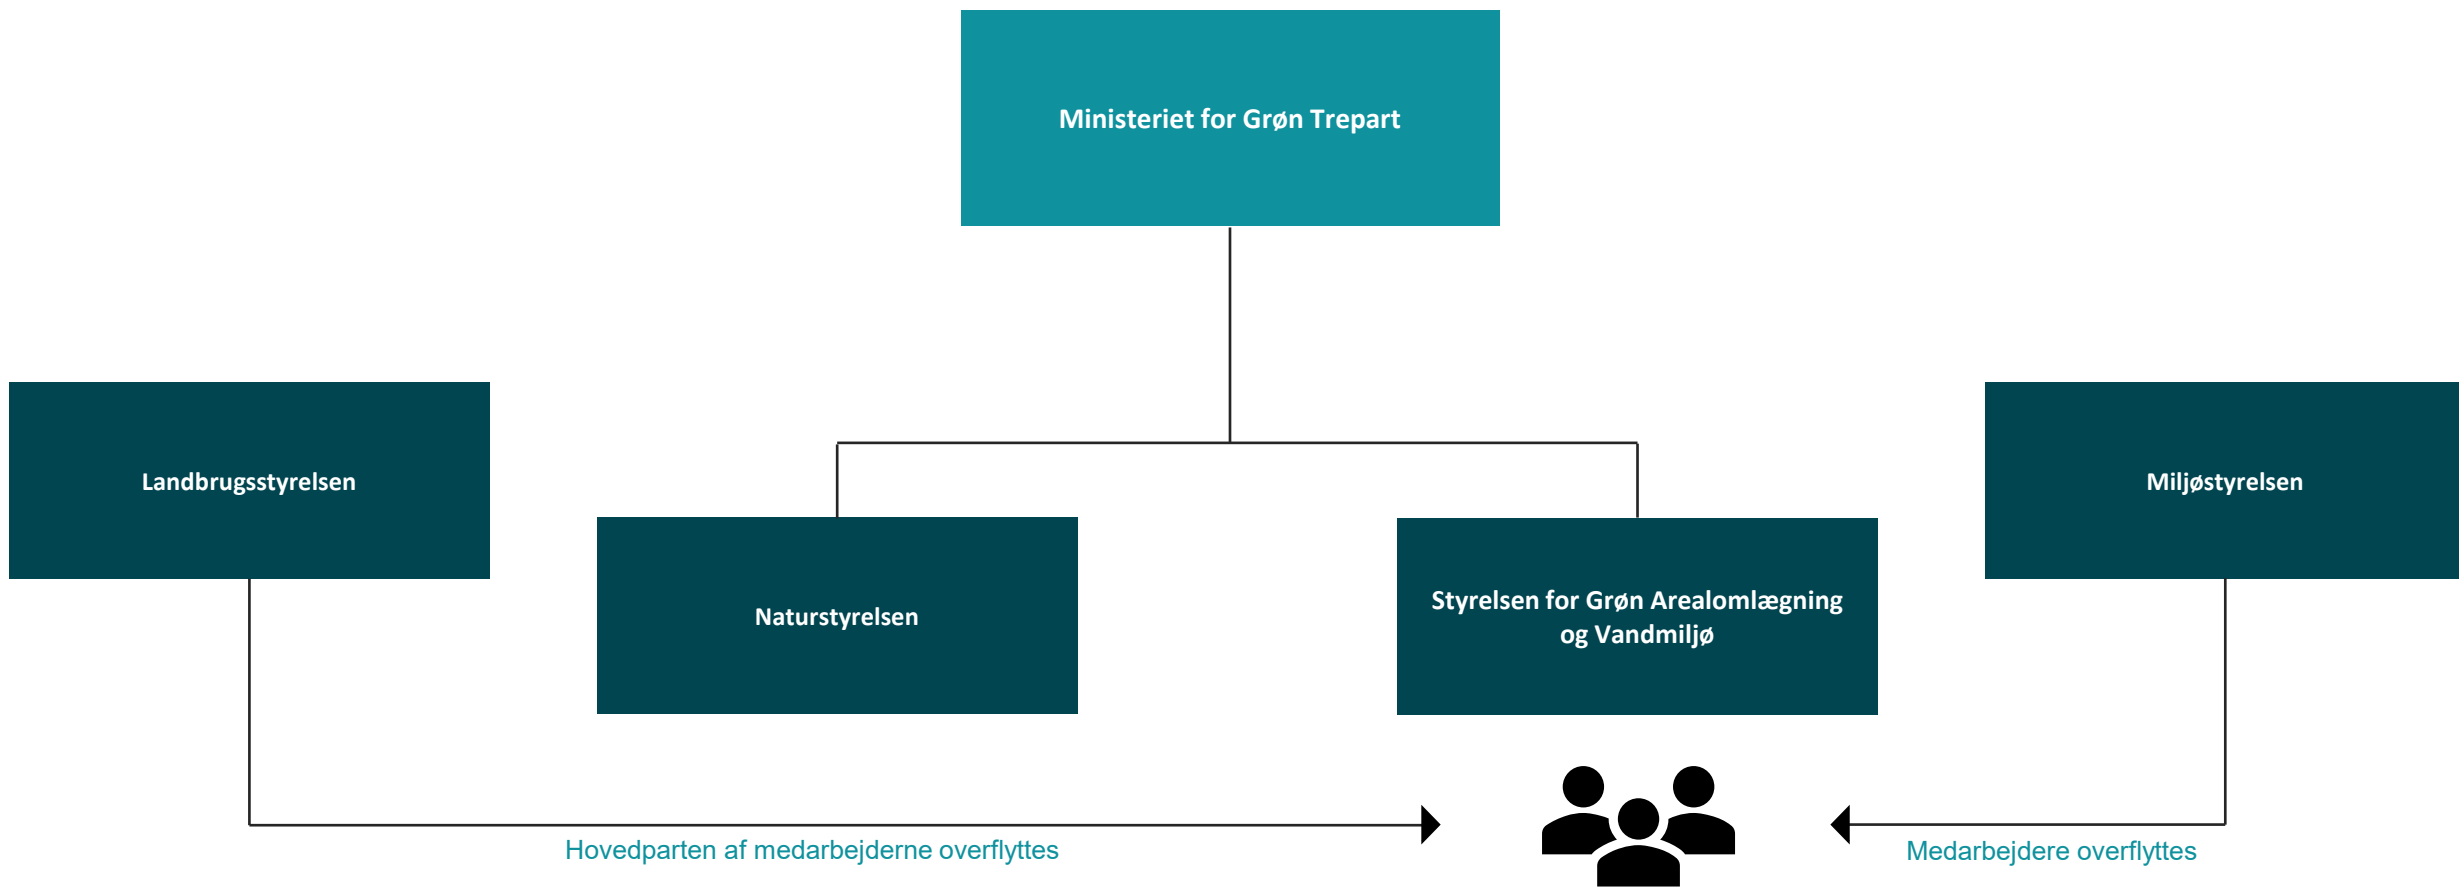 Ministeriet for Grøn Trepart
Landbrugsstyrelsen
Miljøstyrelsen
Naturstyrelsen
Styrelsen for Grøn Arealomlægning
og Vandmiljø
Hovedparten af medarbejderne overflyttes
Medarbejdere overflyttes